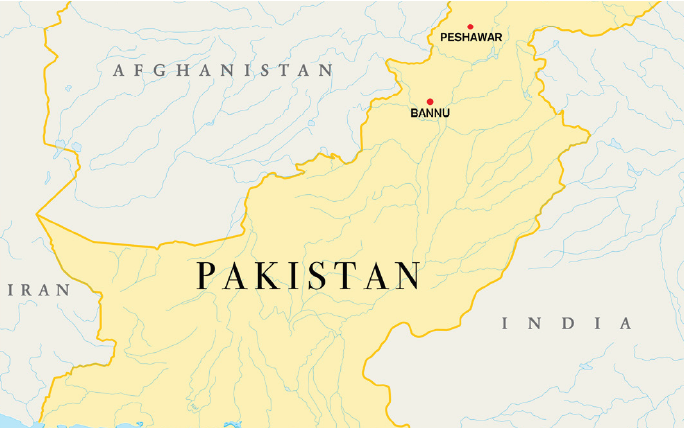 PESHAWAR
AFGHANISTAN
BANNU
PAKISTAN
IRAN
INDIA